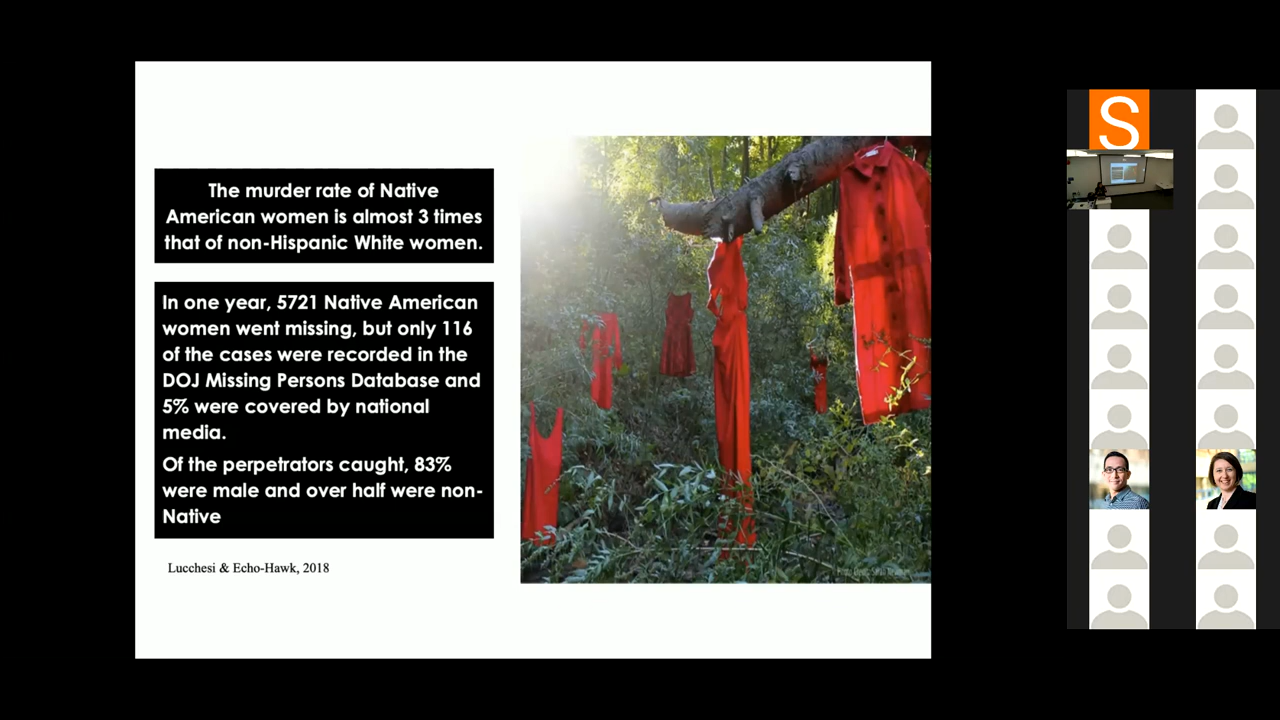 The murder rate of Native
American women is almost 3 times
that of non-Hispanic White women.
In one year, 5721 Native American
women went missing, but only 116
of the cases were recorded in the
DOJ Missing Persons Database and
5% were covered by national
media.
Of the perpetrators caught, 83%
were male and over half were non-
Native
Lucchesi & Echo-Hawk, 2018
S